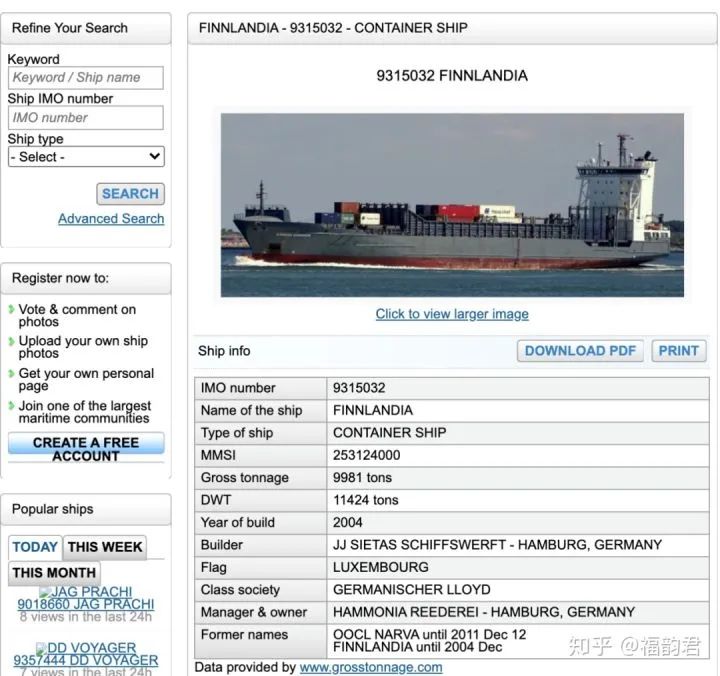 Refine Your Search
Keyword
Keyword / Ship name
Ship IMO number
IMO number
Ship type
- Select -
SEARCH
Advanced Search
Register now to:
Vote & comment on
photos
Upload your own ship
photos
Get your own personal
page
Join one of the largest
maritime communities
CREATE A FREE
ACCOUNT
Popular ships
TODAY
THIS WEEK
THIS MONTH
JAG PRACHI
9018660 JAG PRACHI
8 views in the last 24h
DD VOYAGER
9357444 DD VOYAGER
7 views in the last 24h
FINNLANDIA - 9315032 - CONTAINER SHIP
9315032 FINNLANDIA
Click to view larger image
Ship info
DOWNLOAD PDF
PRINT
IMO number 9315032
Name of the ship FINNLANDIA
Type of ship CONTAINER SHIP
MMSI 253124000
Gross tonnage 9981 tons
DWT 11424 tons
Year of build 2004
Builder JJ SIETAS SCHIFFSWERFT - HAMBURG, GERMANY
Flag LUXEMBOURG
Class society GERMANISCHER LLOYD
Manager & owner HAMMONIA REEDEREI - HAMBURG, GERMANY
Former names OOCL NARVA until 2011 Dec 12
FINNLANDIA until 2004 Dec
Data provided by www.grosstonnage.com
知乎 @福韵君